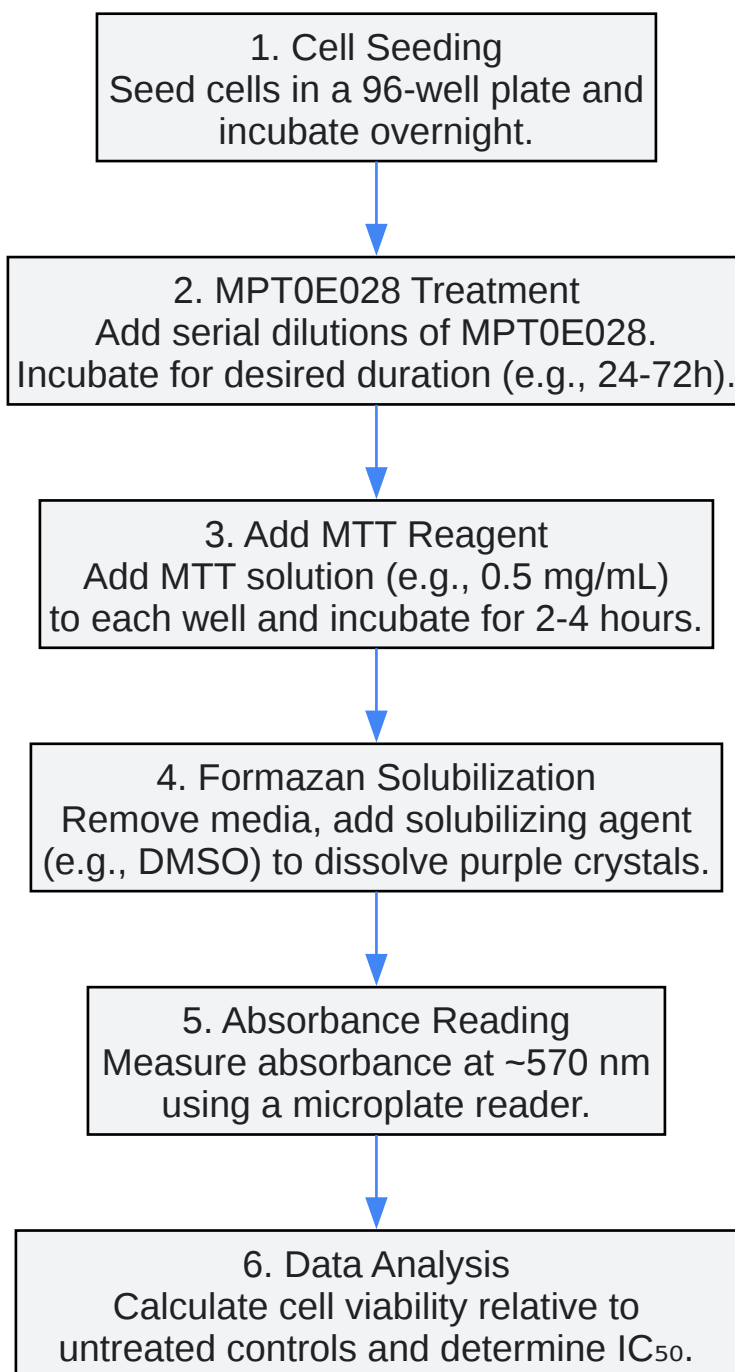 1. Cell Seeding
Seed cells in a 96-well plate and
incubate overnight.
2. MPT0E028 Treatment
Add serial dilutions of MPT0E028.
Incubate for desired duration (e.g., 24-72h).
3. Add MTT Reagent
Add MTT solution (e.g., 0.5 mg/mL)
to each well and incubate for 2-4 hours.
4. Formazan Solubilization
Remove media, add solubilizing agent
(e.g., DMSO) to dissolve purple crystals.
5. Absorbance Reading
Measure absorbance at ~570 nm
using a microplate reader.
6. Data Analysis
Calculate cell viability relative to
untreated controls and determine IC₅₀.